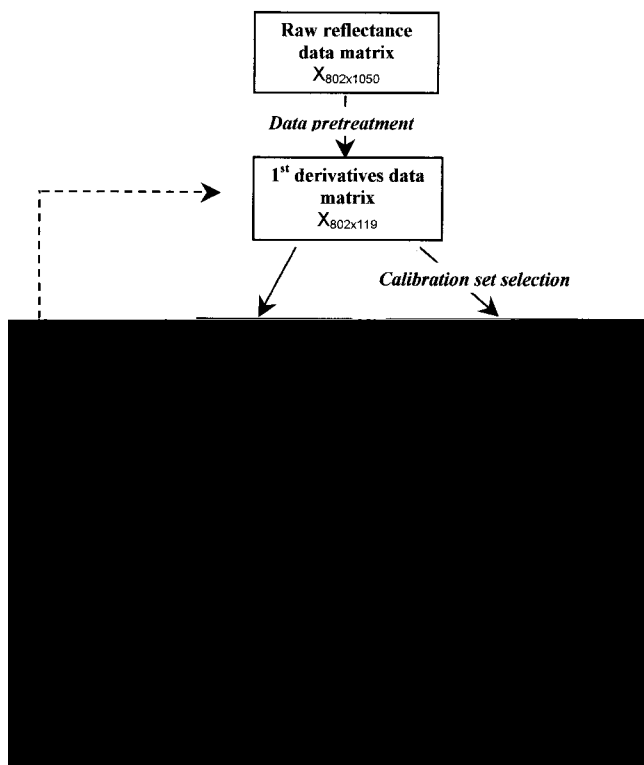 Raw reflectance
data matrix
X802x1050
Data pretreatment
1st derivatives data
matrix
X802x119
Calibration set selection